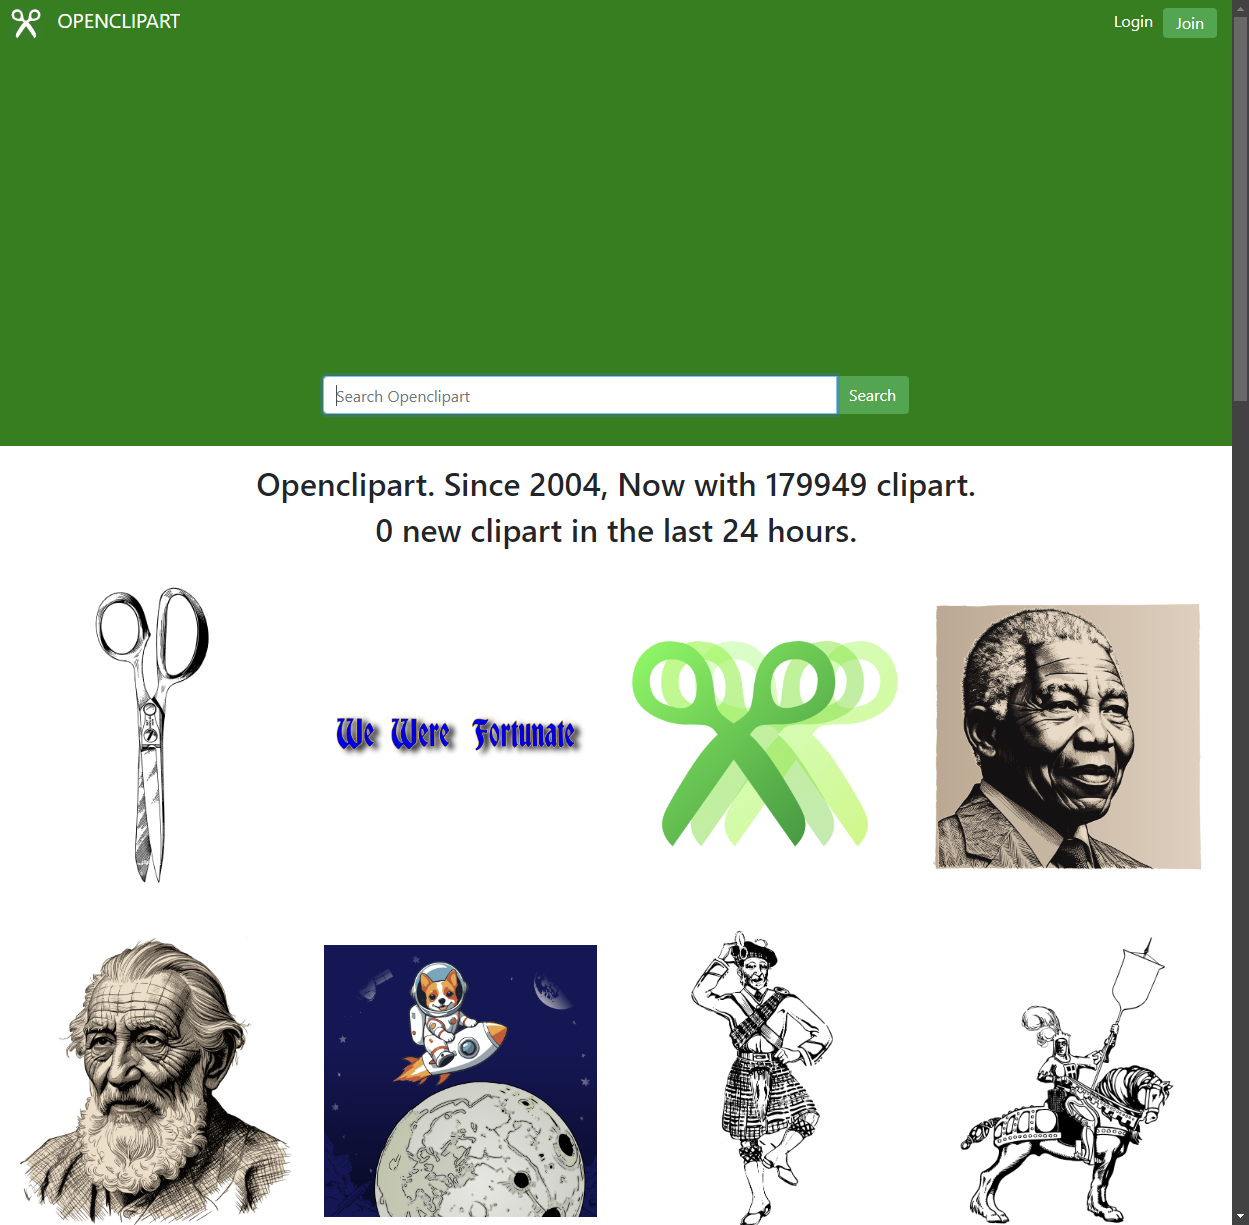 OPENCLIPART
Login
Join
Search Openclipart
Search
Openclipart. Since 2004, Now with 179949 clipart.
0 new clipart in the last 24 hours.
We Were Fortunate